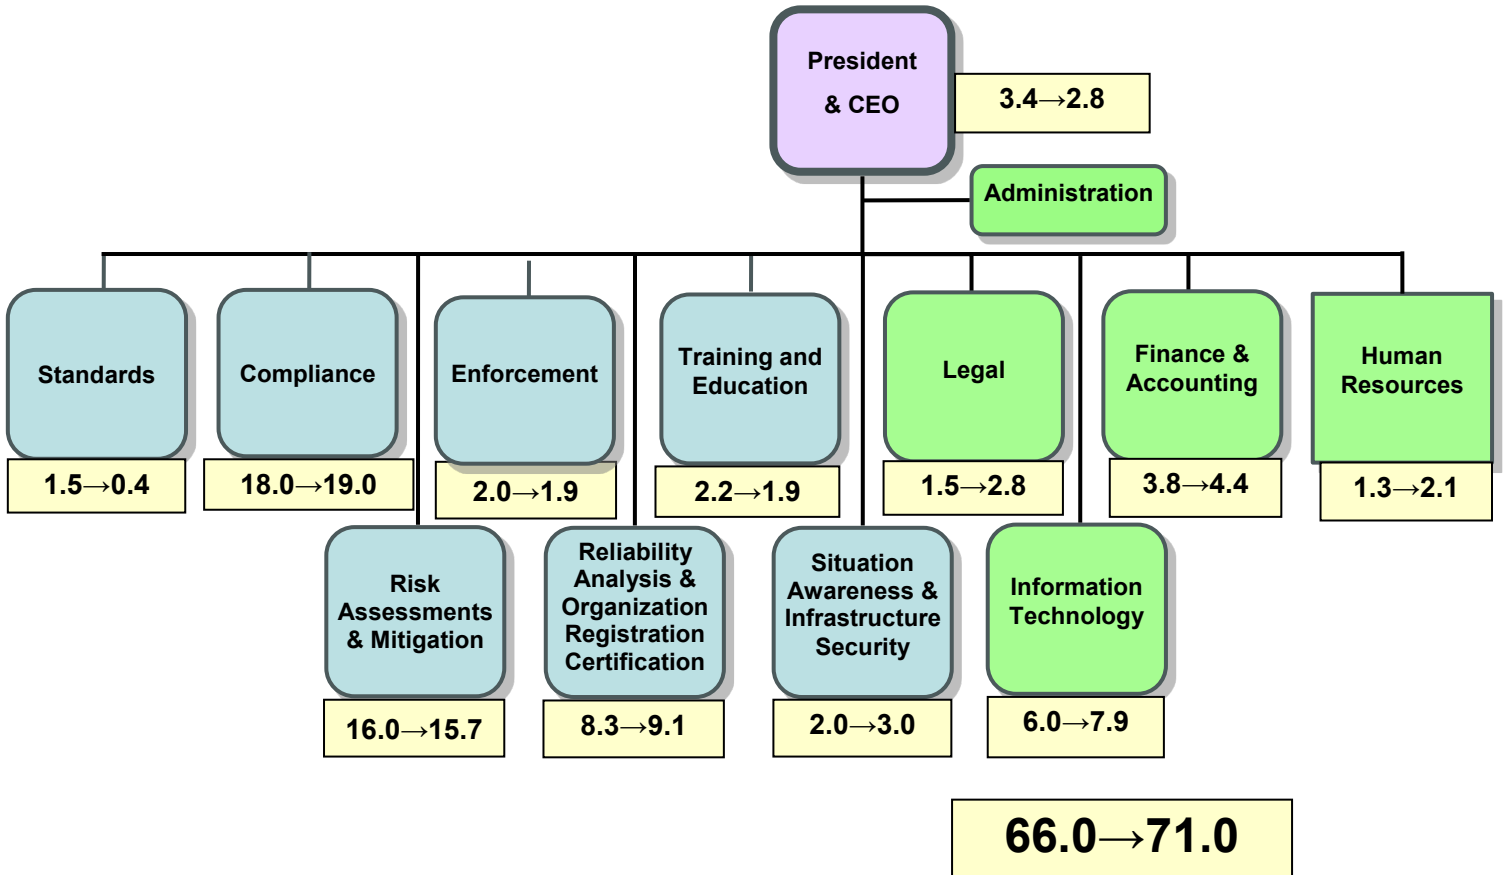 President
& CEO
3.4→2.8
Administration
Standards
1.5→0.4
Compliance
18.0→19.0
Enforcement
2.0→1.9
Training and
Education
2.2→1.9
Legal
1.5→2.8
Finance &
Accounting
3.8→4.4
Human
Resources
1.3→2.1
Risk
Assessments
& Mitigation
16.0→15.7
Reliability
Analysis &
Organization
Registration
Certification
8.3→9.1
Situation
Awareness &
Infrastructure
Security
2.0→3.0
Information
Technology
6.0→7.9
66.0→71.0